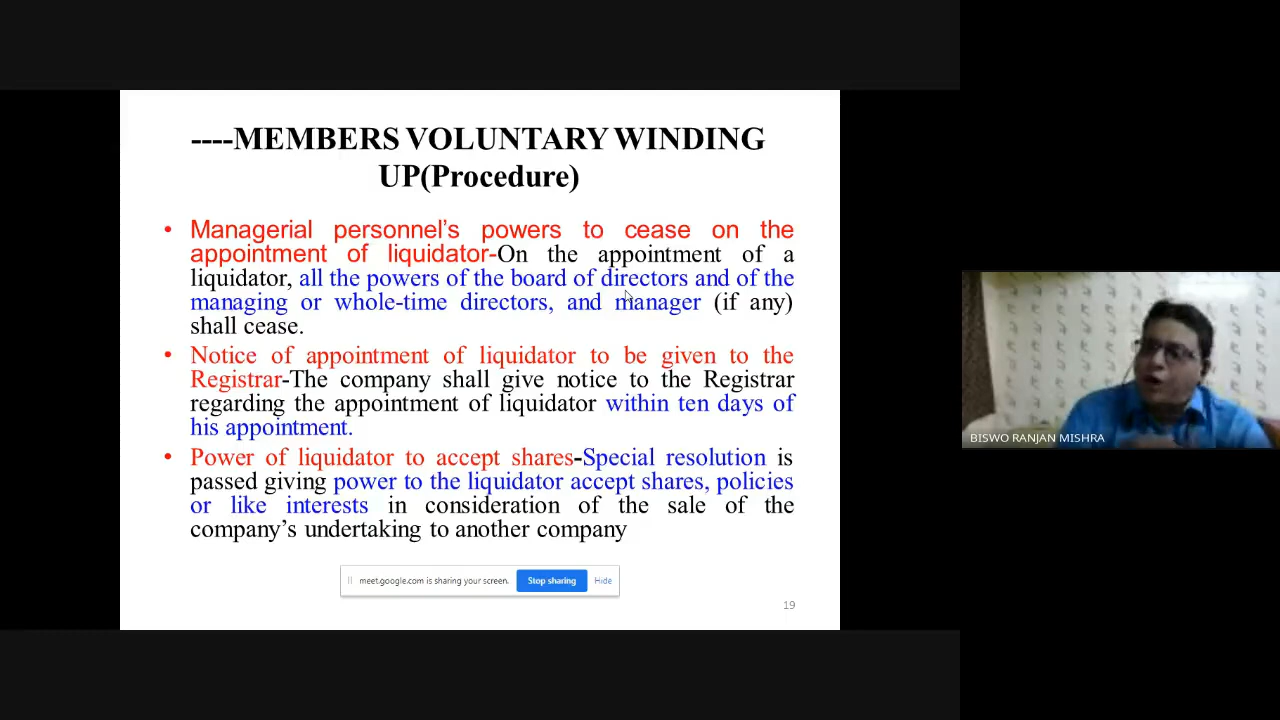 ----MEMBERS VOLUNTARY WINDING
UP(Procedure)
• Managerial personnel's powers to cease on the
appointment of liquidator-On the appointment of a
liquidator, all the powers of the board of directors and of the
managing or whole-time directors, and manager (if any)
shall cease.
• Notice of appointment of liquidator to be given to the
Registrar-The company shall give notice to the Registrar
regarding the appointment of liquidator within ten days of
his appointment.
• Power of liquidator to accept shares-Special resolution is
passed giving power to the liquidator accept shares, policies
or like interests in consideration of the sale of the
company's undertaking to another company
meet.google.com is sharing your screen. Stop sharing Hide
19
BISWO RANJAN MISHRA